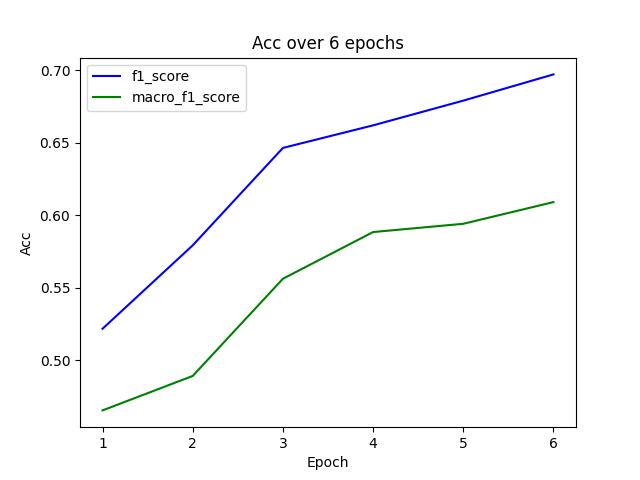 Acc over 6 epochs
f1_score
macro_f1_score
0.70
0.65
0.60
0.55
0.50
Acc
1 2 3 4 5 6
Epoch